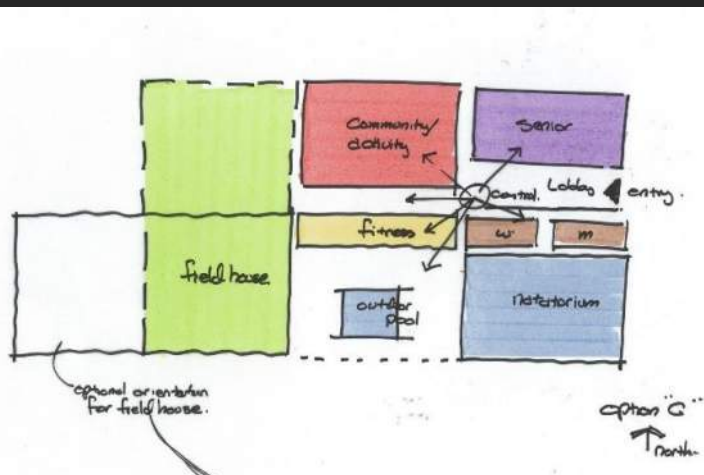 Community/
activity
Senior
control.
Lobby
entry.
fitness
w
m
field house
outdoor
pool
natatorium
optional orientation
for field house.
option "C"
north